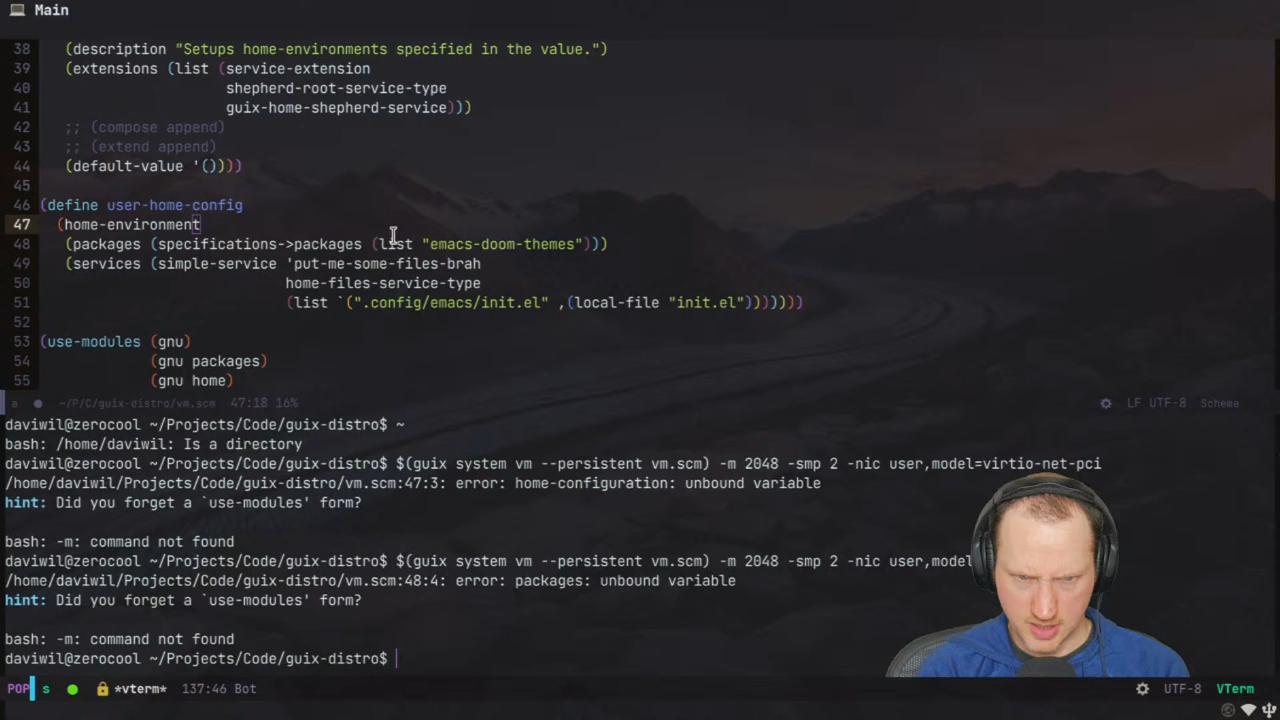 Main
38 (description "Setups home-environments specified in the value.")
39 (extensions (list (service-extension
40 shepherd-root-service-type
41 guix-home-shepherd-service)))
42 ;; (compose append)
43 ;; (extend append)
44 (default-value '())))
45
46 (define user-home-config
47 (home-environment
48 (packages (specifications->packages (list "emacs-doom-themes")))
49 (services (simple-service 'put-me-some-files-brah
50 home-files-service-type
51 (list `(".config/emacs/init.el" ,(local-file "init.el")))))))
52
53 (use-modules (gnu)
54 (gnu packages)
55 (gnu home)
a ● ~/P/C/guix-distro/vm.scm 47:18 16% LF UTF-8 Scheme
daviwil@zerocool ~/Projects/Code/guix-distro$ ~
bash: /home/daviwil: Is a directory
daviwil@zerocool ~/Projects/Code/guix-distro$ $(guix system vm --persistent vm.scm) -m 2048 -smp 2 -nic user,model=virtio-net-pci
/home/daviwil/Projects/Code/guix-distro/vm.scm:47:3: error: home-configuration: unbound variable
hint: Did you forget a `use-modules' form?
bash: -m: command not found
daviwil@zerocool ~/Projects/Code/guix-distro$ $(guix system vm --persistent vm.scm) -m 2048 -smp 2 -nic user,model
/home/daviwil/Projects/Code/guix-distro/vm.scm:48:4: error: packages: unbound variable
hint: Did you forget a `use-modules' form?
bash: -m: command not found
daviwil@zerocool ~/Projects/Code/guix-distro$
POP s ● *vterm* 137:46 Bot UTF-8 VTerm